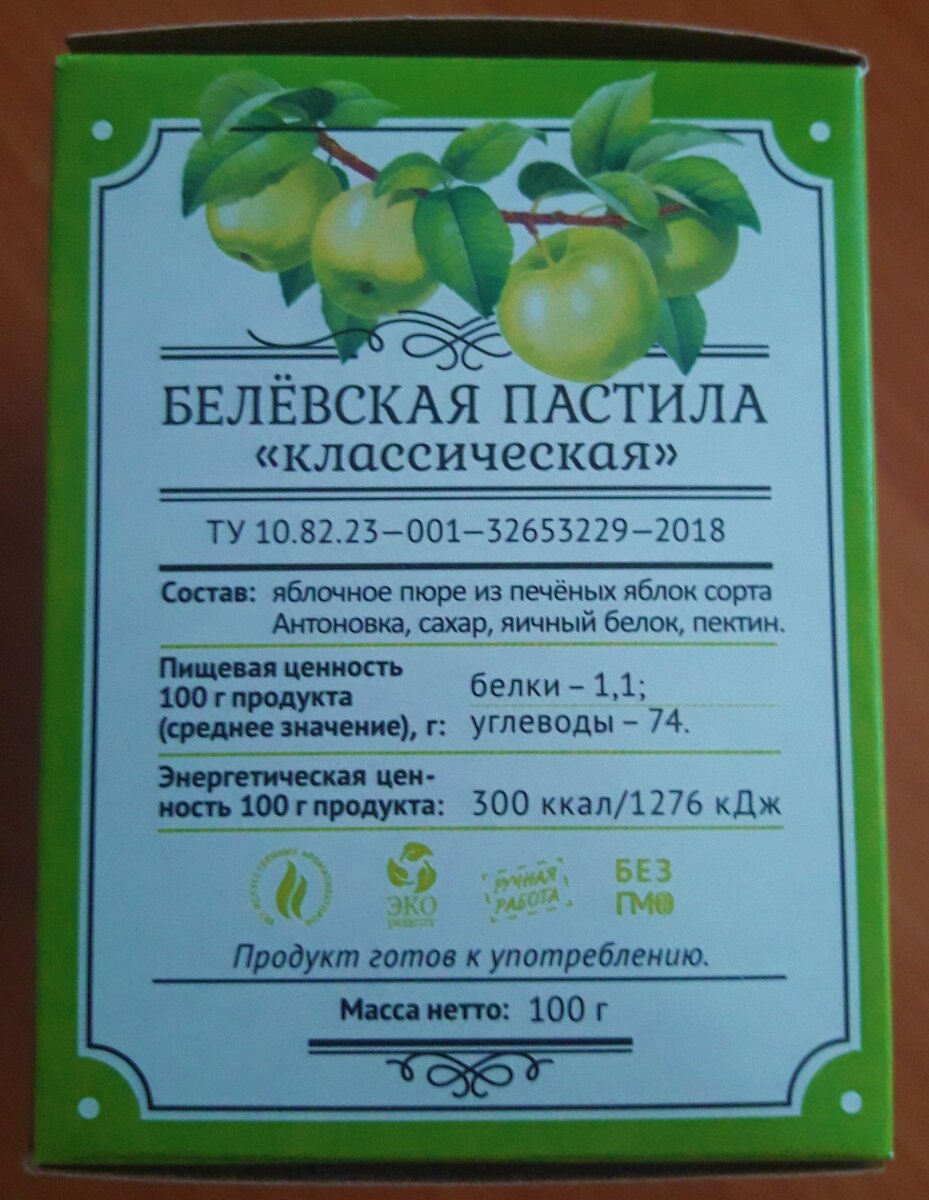 БЕЛЁВСКАЯ ПАСТИЛА
«классическая»
ТУ 10.82.23–001–32653229–2018
Состав: яблочное пюре из печёных яблок сорта
Антоновка, сахар, яичный белок, пектин.
Пищевая ценность
100 г продукта
(среднее значение), г:
белки – 1,1;
углеводы – 74.
Энергетическая цен-
ность 100 г продукта: 300 ккал/1276 кДж
ЭКО
рецепт
РУЧНАЯ
РАБОТА
БЕЗ
ГМО
Продукт готов к употреблению.
Масса нетто: 100 г